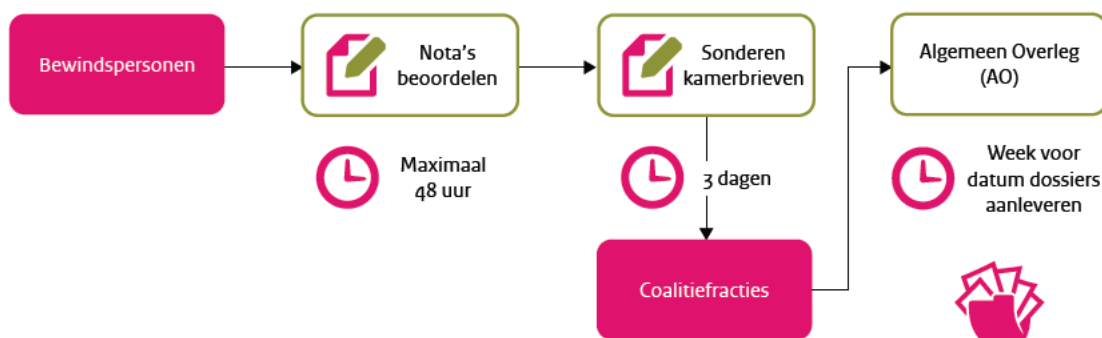 Bewindspersonen
Nota's
beoordelen
Sonderen
kamerbrieven
Algemeen Overleg
(AO)
Maximaal
48 uur
3 dagen
Week voor
datum dossiers
aanleveren
Coalitiefracties